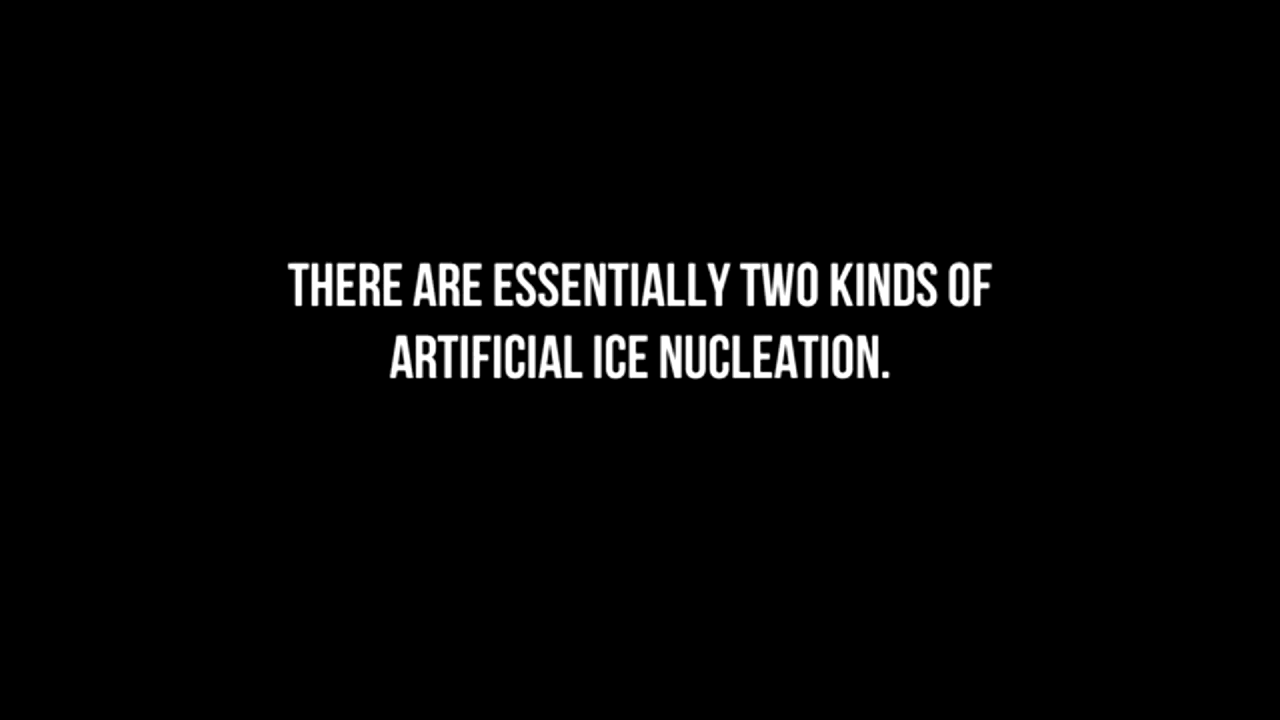 THERE ARE ESSENTIALLY TWO KINDS OF
ARTIFICIAL ICE NUCLEATION.